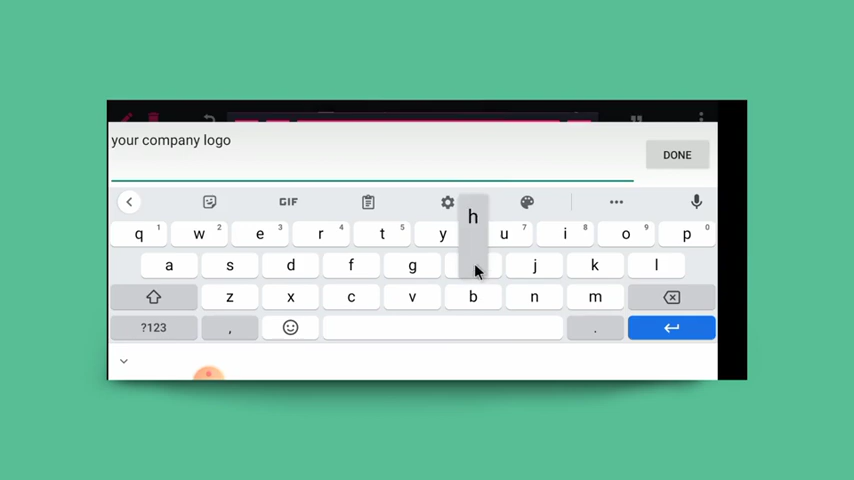 your company logo
DONE
GIF
h
q 1 w 2 e 3 r 4 t 5 y u 7 i 8 o 9 p 0
a s d f g j k l
z x c v b n m
?123 , .